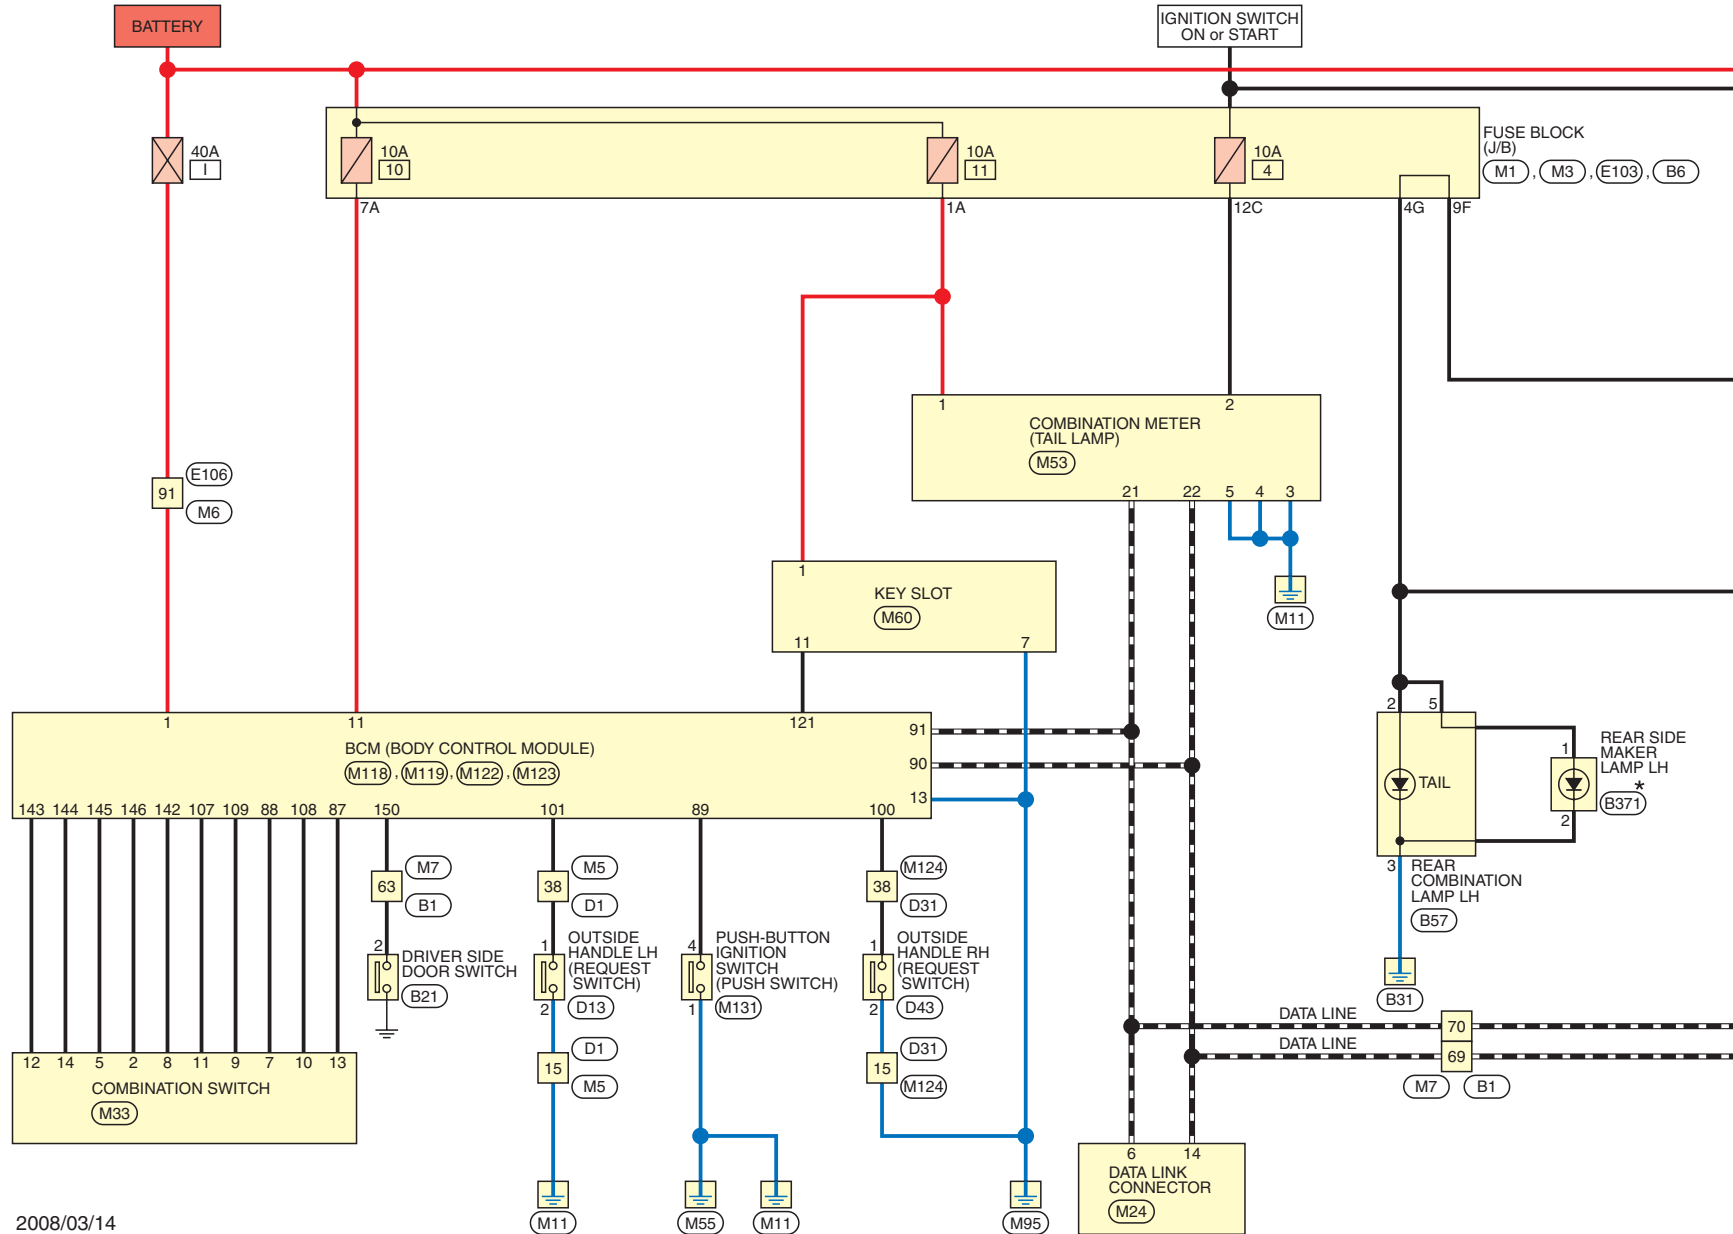 BATTERY
IGNITION SWITCH
ON or START
40A
I
10A
10
10A
11
10A
4
FUSE BLOCK
(J/B)
M1 , M3 , E103 , B6
7A
1A
12C
4G
9F
1
2
COMBINATION METER
(TAIL LAMP)
M53
21 22 5 4 3
M11
91
E106
M6
1
KEY SLOT
M60
11
7
1
11
121
91
90
13
BCM (BODY CONTROL MODULE)
M118 , M119 , M122 , M123
143 144 145 146 142 107 109 88 108 87 150 101 89 100
63
M7
B1
38
M5
D1
38
M124
D31
2
DRIVER SIDE
DOOR SWITCH
B21
1
OUTSIDE
HANDLE LH
(REQUEST
SWITCH)
2
D13
4
PUSH-BUTTON
IGNITION
SWITCH
(PUSH SWITCH)
1
M131
1
OUTSIDE
HANDLE RH
(REQUEST
SWITCH)
2
D43
15
D1
M5
15
D31
M124
12 14 5 2 8 11 9 7 10 13
COMBINATION SWITCH
M33
M11
M55
M11
M95
6 14
DATA LINK
CONNECTOR
M24
2 5
TAIL
3
REAR
COMBINATION
LAMP LH
B57
B31
1
REAR SIDE
MAKER
LAMP LH
*
B371
2
DATA LINE
70
DATA LINE
69
M7
B1
2008/03/14